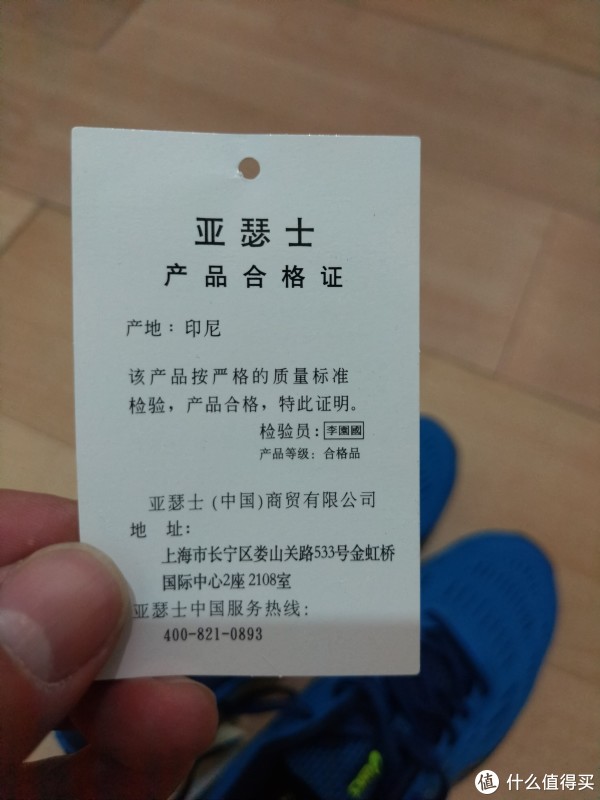 亚瑟士
产品合格证
产地：印尼
该产品按严格的质量标准
检验，产品合格，特此证明。
检验员：李園國
产品等级：合格品
亚瑟士（中国）商贸有限公司
地 址：
上海市长宁区娄山关路533号金虹桥
国际中心2座 2108室
亚瑟士中国服务热线：
400-821-0893
asics
值 什么值得买